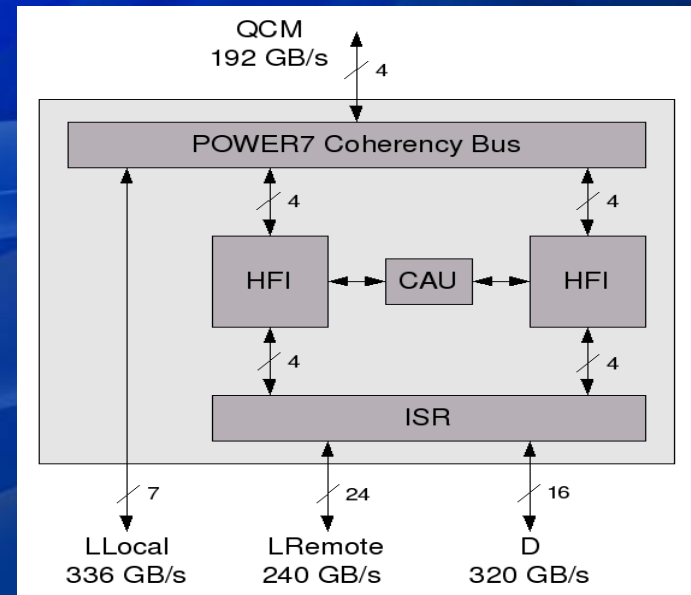 QCM
192 GB/s
4
POWER7 Coherency Bus
4
4
HFI
CAU
HFI
4
4
ISR
7
24
16
LLocal
LRemote
D
336 GB/s
240 GB/s
320 GB/s